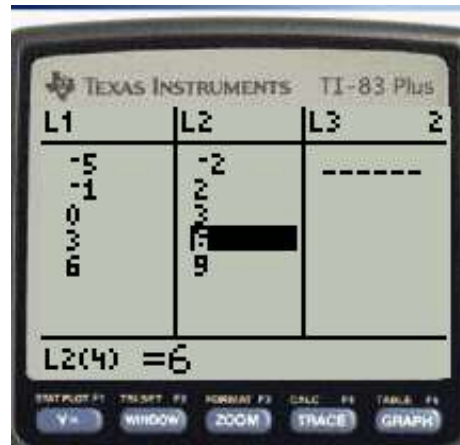 TEXAS INSTRUMENTS TI-83 Plus
L1 L2 L3 2
-5 -2 ------
-1 2
0 3
3 6
6 9
L2(4) =6
STAT PLOT F1 TBLSET F2 FORMAT F3 CALC F4 TABLE F5
Y= WINDOW ZOOM TRACE GRAPH